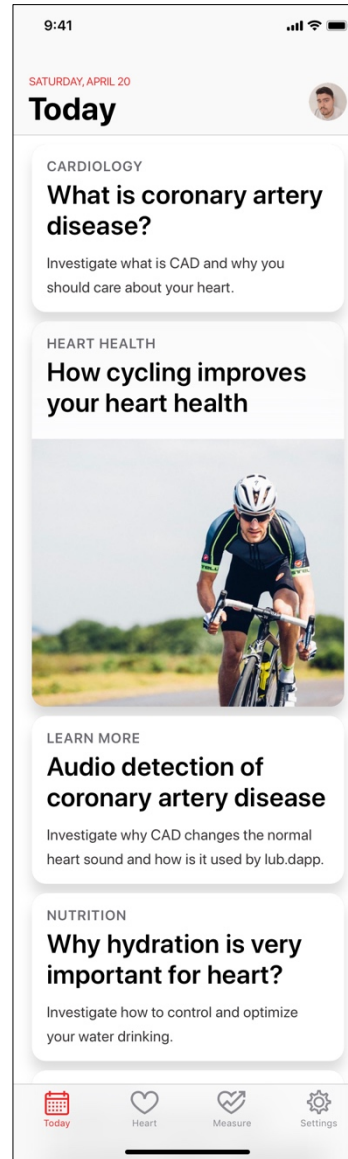 9:41
SATURDAY, APRIL 20
Today
CARDIOLOGY
What is coronary artery
disease?
Investigate what is CAD and why you
should care about your heart.
HEART HEALTH
How cycling improves
your heart health
LEARN MORE
Audio detection of
coronary artery disease
Investigate why CAD changes the normal
heart sound and how is it used by lub.dapp.
NUTRITION
Why hydration is very
important for heart?
Investigate how to control and optimize
your water drinking.
Today
Heart
Measure
Settings